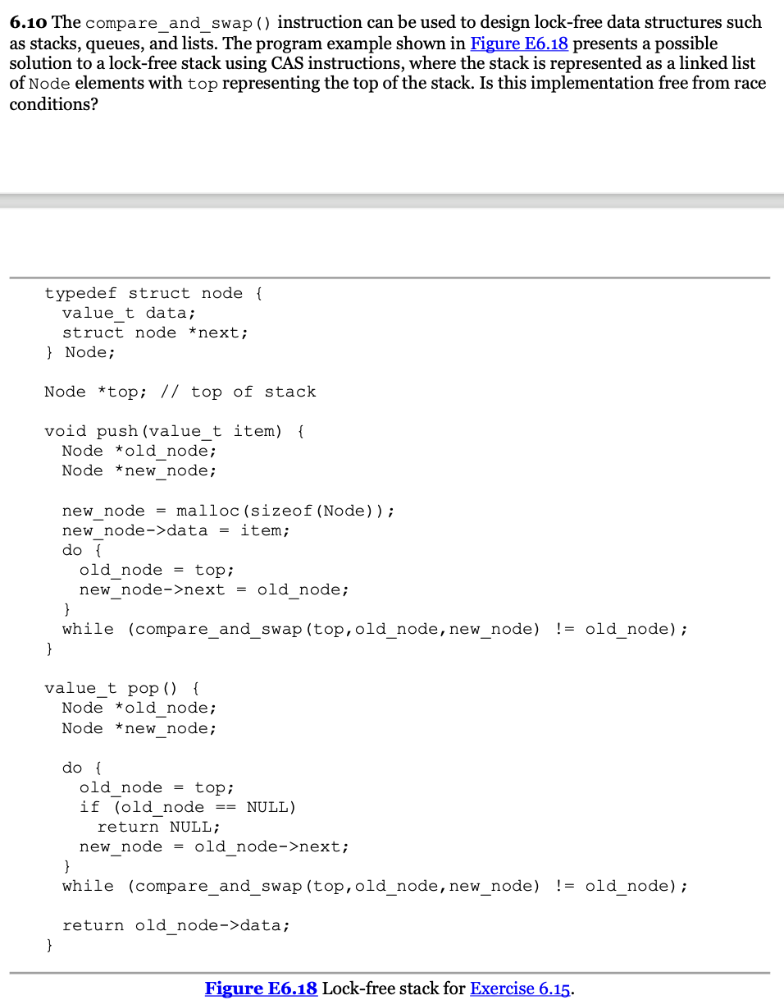 6.10 The compare_and_swap() instruction can be used to design lock-free data structures such
as stacks, queues, and lists. The program example shown in Figure E6.18 presents a possible
solution to a lock-free stack using CAS instructions, where the stack is represented as a linked list
of Node elements with top representing the top of the stack. Is this implementation free from race
conditions?
typedef struct node {
value_t data;
struct node *next;
} Node;
Node *top; // top of stack
void push(value_t item) {
Node *old_node;
Node *new_node;
new_node = malloc(sizeof(Node));
new_node->data = item;
do {
old_node = top;
new_node->next = old_node;
}
while (compare_and_swap(top,old_node,new_node) != old_node);
}
value_t pop() {
Node *old_node;
Node *new_node;
do {
old_node = top;
if (old_node == NULL)
return NULL;
new_node = old_node->next;
}
while (compare_and_swap(top,old_node,new_node) != old_node);
return old_node->data;
}
Figure E6.18 Lock-free stack for Exercise 6.15.